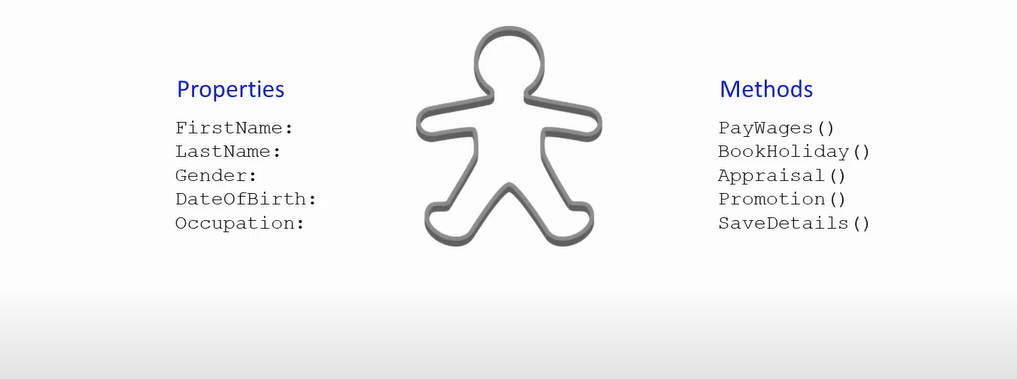 Properties
FirstName:
LastName:
Gender:
DateOfBirth:
Occupation:
Methods
PayWages()
BookHoliday()
Appraisal()
Promotion()
SaveDetails()